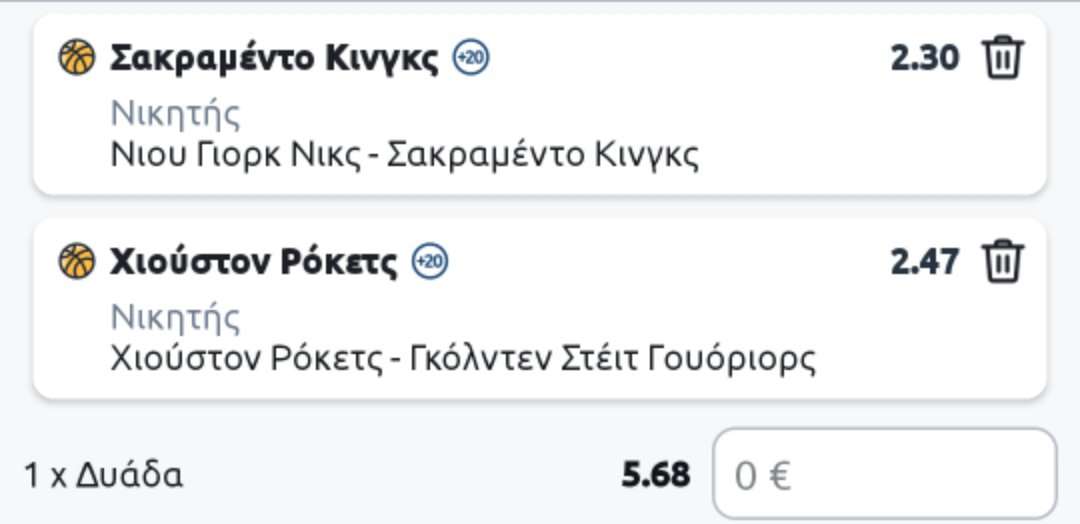 Σακραμέντο Κινγκς +20 2.30
Νικητής
Νιου Γιορκ Νικς - Σακραμέντο Κινγκς
Χιούστον Ρόκετς +20 2.47
Νικητής
Χιούστον Ρόκετς - Γκόλντεν Στέιτ Γουόριορς
1 x Δυάδα 5.68 0 €